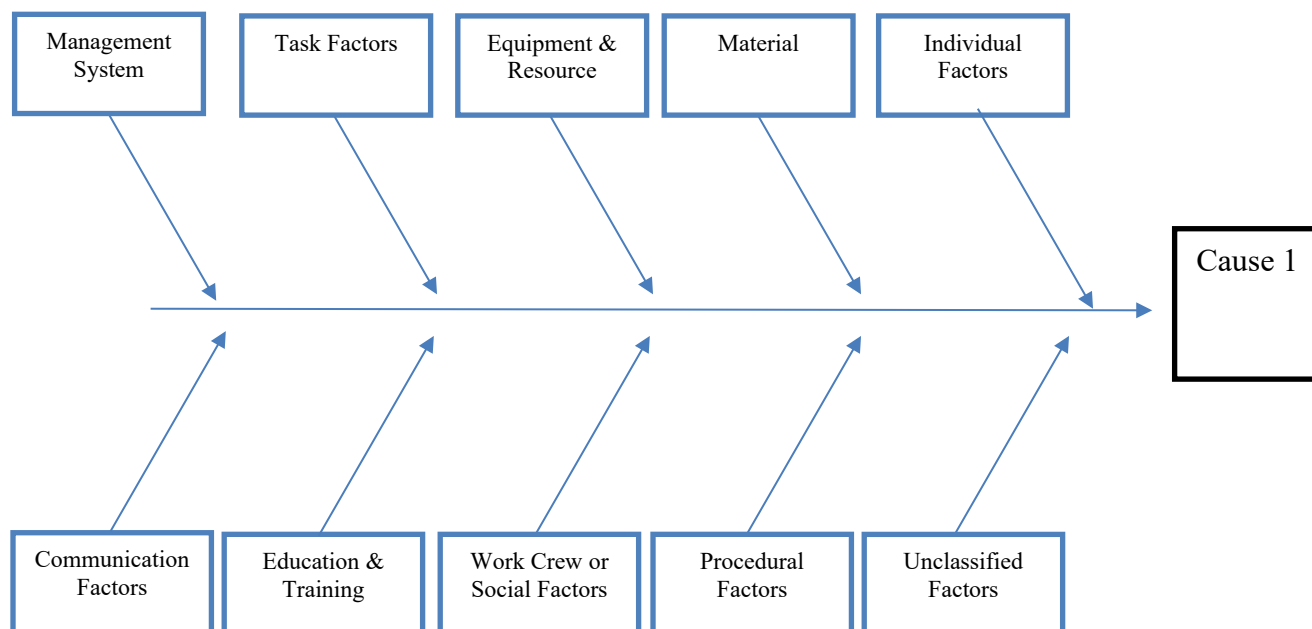 Management
System
Task Factors
Equipment &
Resource
Material
Individual
Factors
Cause 1
Communication
Factors
Education &
Training
Work Crew or
Social Factors
Procedural
Factors
Unclassified
Factors